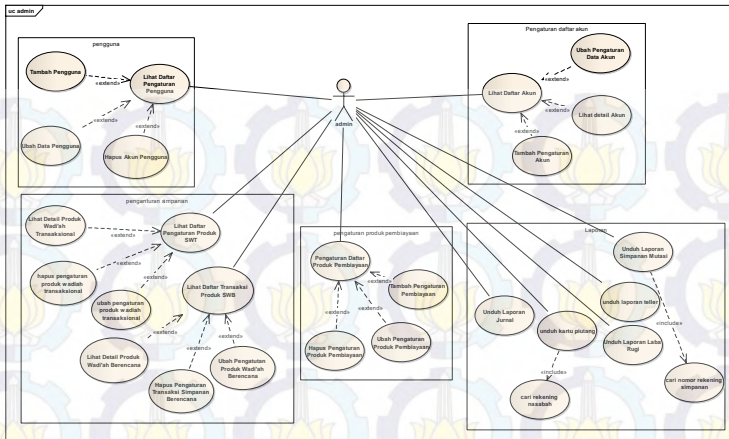 uc admin
pengguna
Tambah Pengguna
«extend»
Lihat Daftar
Pengaturan
Pengguna
«extend»
«extend»
Ubah Data Pengguna
Hapus Akun Pengguna
admin
Pengaturan daftar akun
Ubah Pengaturan
Data Akun
«extend»
Lihat Daftar Akun
«extend»
Lihat detail Akun
«extend»
Tambah Pengaturan
Akun
penganturan simpanan
Lihat Detail Produk
Wadi'ah
Transaksional
«extend»
Lihat Daftar
Pengaturan Produk
SWT
«extend»
«extend»
hapus pengaturan
produk wadiah
transaksional
ubah pengaturan
produk wadiah
transaksional
Lihat Daftar Transaksi
Produk SWB
«extend»
«extend»
«extend»
Lihat Detail Produk
Wadi'ah Berencana
Hapus Pengaturan
Transaksi Simpanan
Berencana
Ubah Pengatutan
Produk Wadi'ah
Berencana
pengaturan produk pembiayaan
Pengaturan Daftar
Produk Pembiayaan
«extend»
Tambah Pengaturan
Pembiayaan
«extend»
«extend»
Hapus Pengaturan
Produk Pembiayaan
Ubah Pengaturan
Produk Pembiayaan
Laporan
Unduh Laporan
Simpanan Mutasi
Unduh Laporan
Jurnal
unduh kartu piutang
unduh laporan teller
Unduh Laporan Laba
Rugi
«include»
«include»
cari rekening
nasabah
cari nomor rekening
simpanan